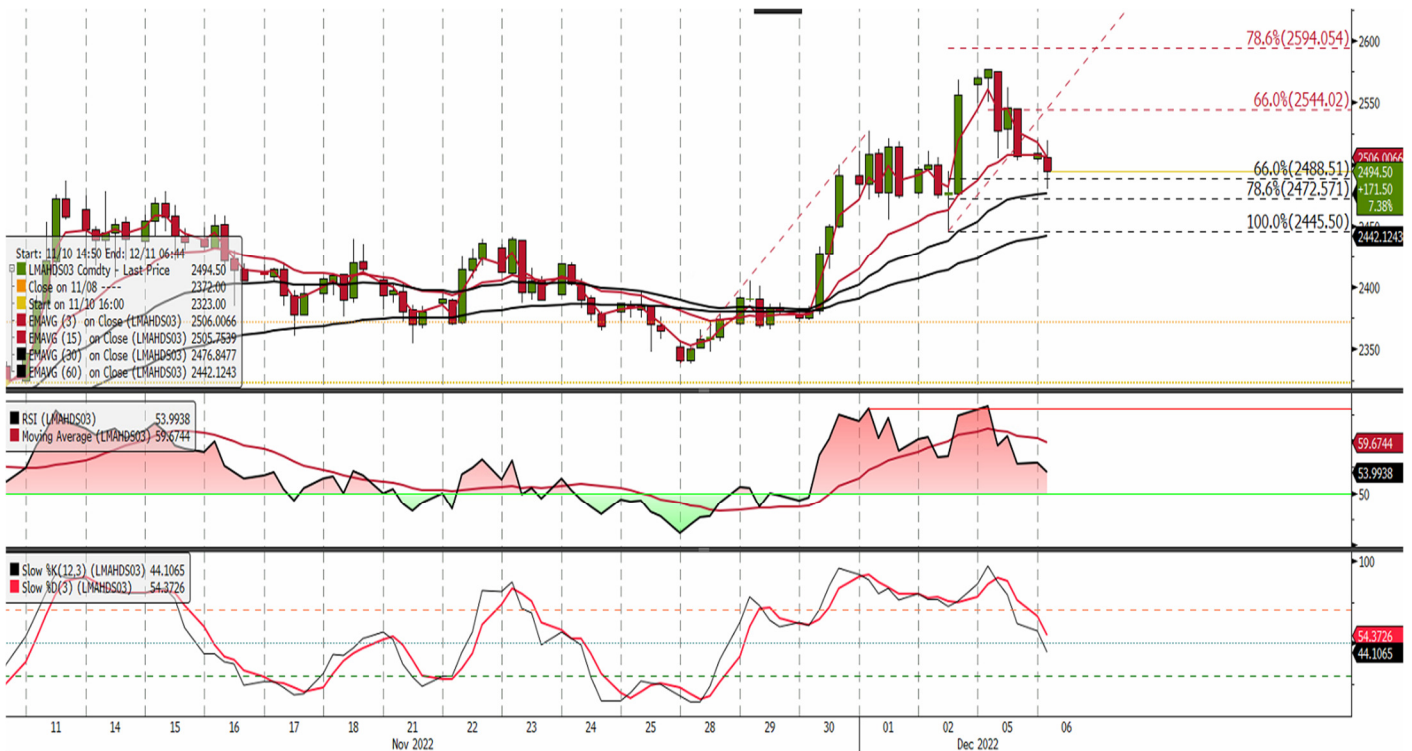 78.6%(2594.054)
66.0%(2544.02)
66.0%(2488.51)
78.6%(2472.571)
100.0%(2445.50)
2600
2550
2506.0066
2494.50
+171.50
7.38%
2450
2442.1243
2400
2350
Start: 11/10 14:50 End: 12/11 06:44
LMAHDS03 Comdty - Last Price 2494.50
Close on 11/08 ---- 2372.00
Start on 11/10 16:00 2323.00
EMAVG (3) on Close (LMAHDS03) 2506.0066
EMAVG (15) on Close (LMAHDS03) 2505.7539
EMAVG (30) on Close (LMAHDS03) 2476.8477
EMAVG (60) on Close (LMAHDS03) 2442.1243
RSI (LMAHDS03) 53.9938
Moving Average (LMAHDS03) 59.6744
59.6744
53.9938
50
Slow %K(12,3) (LMAHDS03) 44.1065
Slow %D(3) (LMAHDS03) 54.3726
100
54.3726
44.1065
11 14 15 16 17 18 21 22 23 24 25 28 29 30 01 02 05 06
Nov 2022 Dec 2022